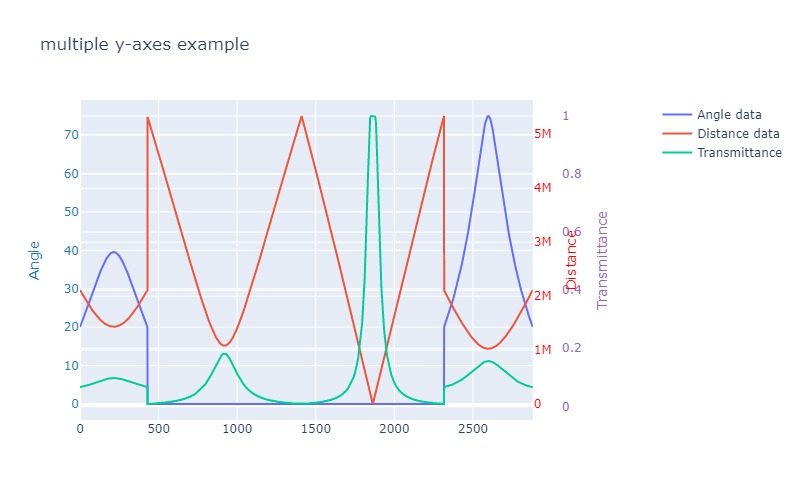 multiple y-axes example
Angle
70
60
50
40
30
20
10
0
5M
4M
3M
2M
1M
0
Distance
1
0.8
0.6
0.4
0.2
0
Transmittance
0
500
1000
1500
2000
2500
Angle data
Distance data
Transmittance